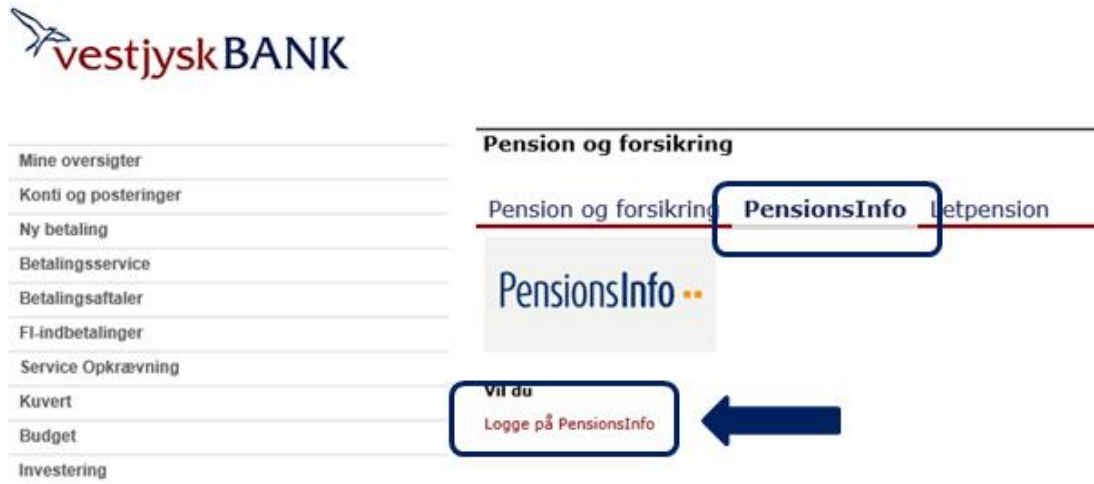 vestjyskBANK
Mine oversigter
Konti og posteringer
Ny betaling
Betalingsservice
Betalingsaftaler
FI-indbetalinger
Service Opkrævning
Kuvert
Budget
Investering
Pension og forsikring
Pension og forsikring PensionsInfo Letpension
PensionsInfo
Vil du
Logge på PensionsInfo